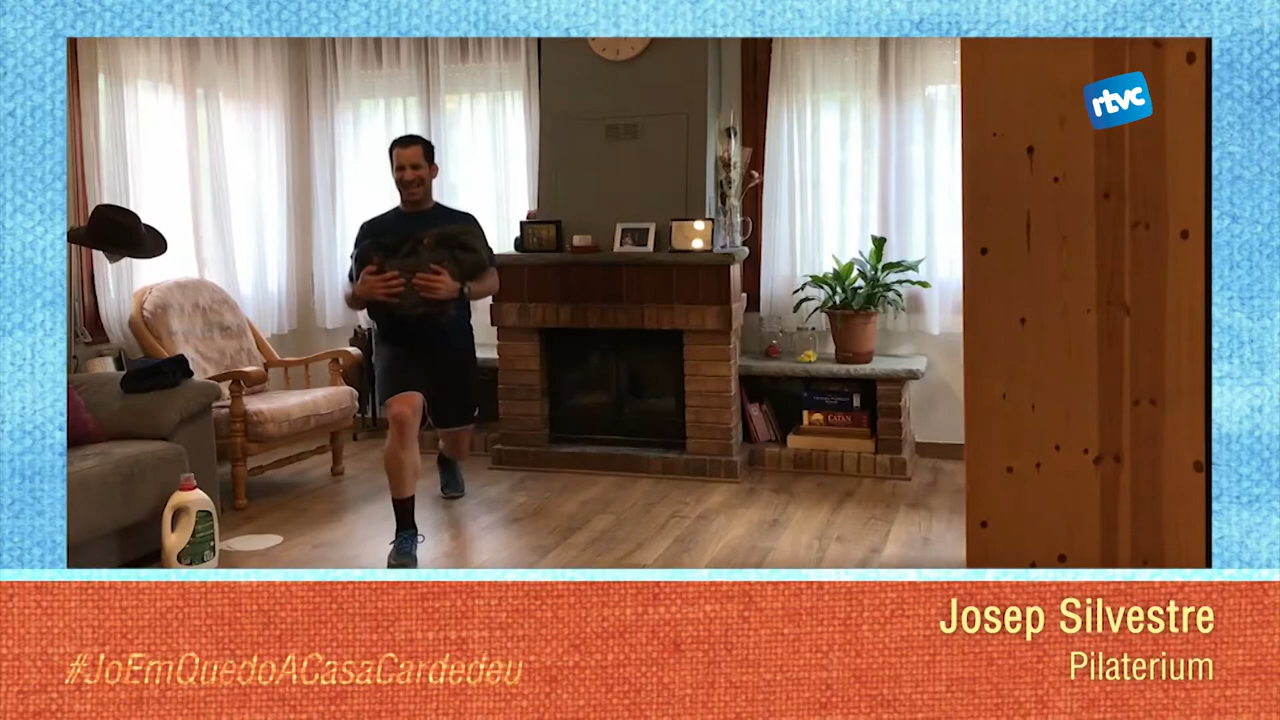 rtvc
CATAN
Josep Silvestre
Pilaterium
#JoEmQuedoACasaCardedeu